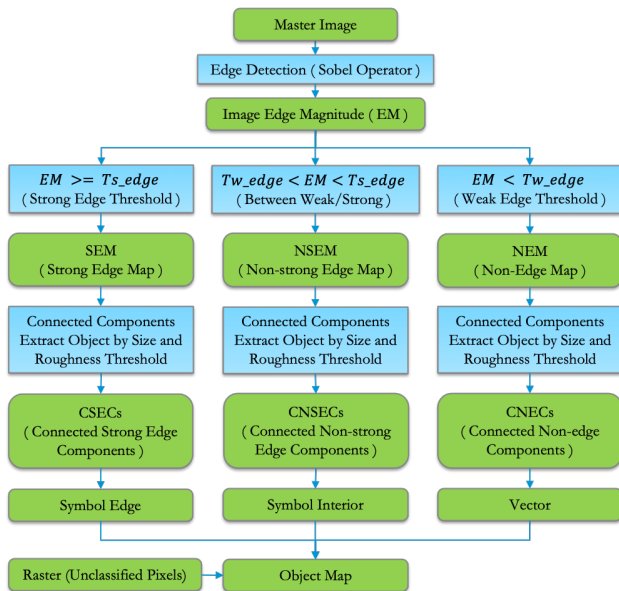 Master Image
Edge Detection ( Sobel Operator )
Image Edge Magnitude ( EM )
EM >= Ts_edge
( Strong Edge Threshold )
Tw_edge < EM < Ts_edge
( Between Weak/Strong )
EM < Tw_edge
( Weak Edge Threshold )
SEM
( Strong Edge Map )
NSEM
( Non-strong Edge Map )
NEM
( Non-Edge Map )
Connected Components
Extract Object by Size and
Roughness Threshold
Connected Components
Extract Object by Size and
Roughness Threshold
Connected Components
Extract Object by Size and
Roughness Threshold
CSECs
( Connected Strong Edge
Components )
CNSECs
( Connected Non-strong
Edge Components )
CNECs
( Connected Non-edge
Components )
Symbol Edge
Symbol Interior
Vector
Raster (Unclassified Pixels)
Object Map